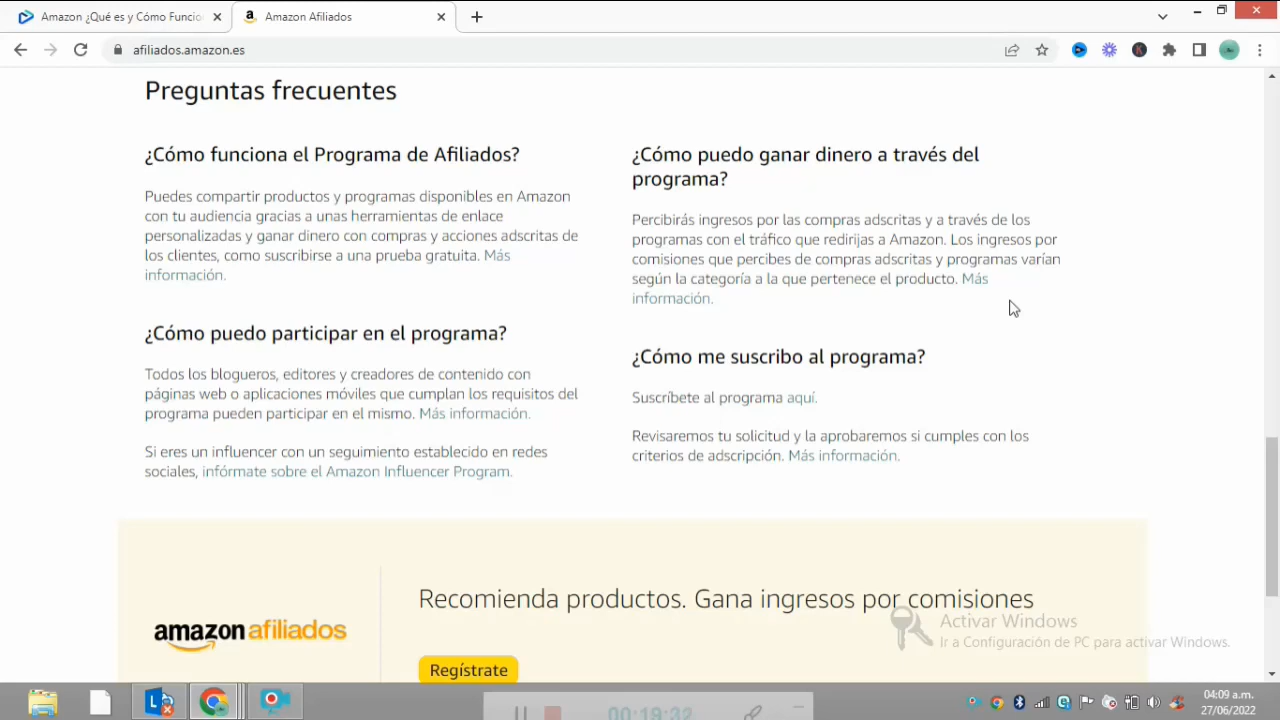 Amazon ¿Qué es y Cómo Funcio
Amazon Afiliados
afiliados.amazon.es
Preguntas frecuentes
¿Cómo funciona el Programa de Afiliados?
Puedes compartir productos y programas disponibles en Amazon
con tu audiencia gracias a unas herramientas de enlace
personalizadas y ganar dinero con compras y acciones adscritas de
los clientes, como suscribirse a una prueba gratuita. Más
información.
¿Cómo puedo participar en el programa?
Todos los blogueros, editores y creadores de contenido con
páginas web o aplicaciones móviles que cumplan los requisitos del
programa pueden participar en el mismo. Más información.
Si eres un influencer con un seguimiento establecido en redes
sociales, infórmate sobre el Amazon Influencer Program.
¿Cómo puedo ganar dinero a través del
programa?
Percibirás ingresos por las compras adscritas y a través de los
programas con el tráfico que redirijas a Amazon. Los ingresos por
comisiones que percibes de compras adscritas y programas varían
según la categoría a la que pertenece el producto. Más
información.
¿Cómo me suscribo al programa?
Suscríbete al programa aquí.
Revisaremos tu solicitud y la aprobaremos si cumples con los
criterios de adscripción. Más información.
amazon afiliados
Recomienda productos. Gana ingresos por comisiones
Regístrate
Activar Windows
Ir a Configuración de PC para activar Windows.
00:18:32
04:09 a.m.
27/06/2022